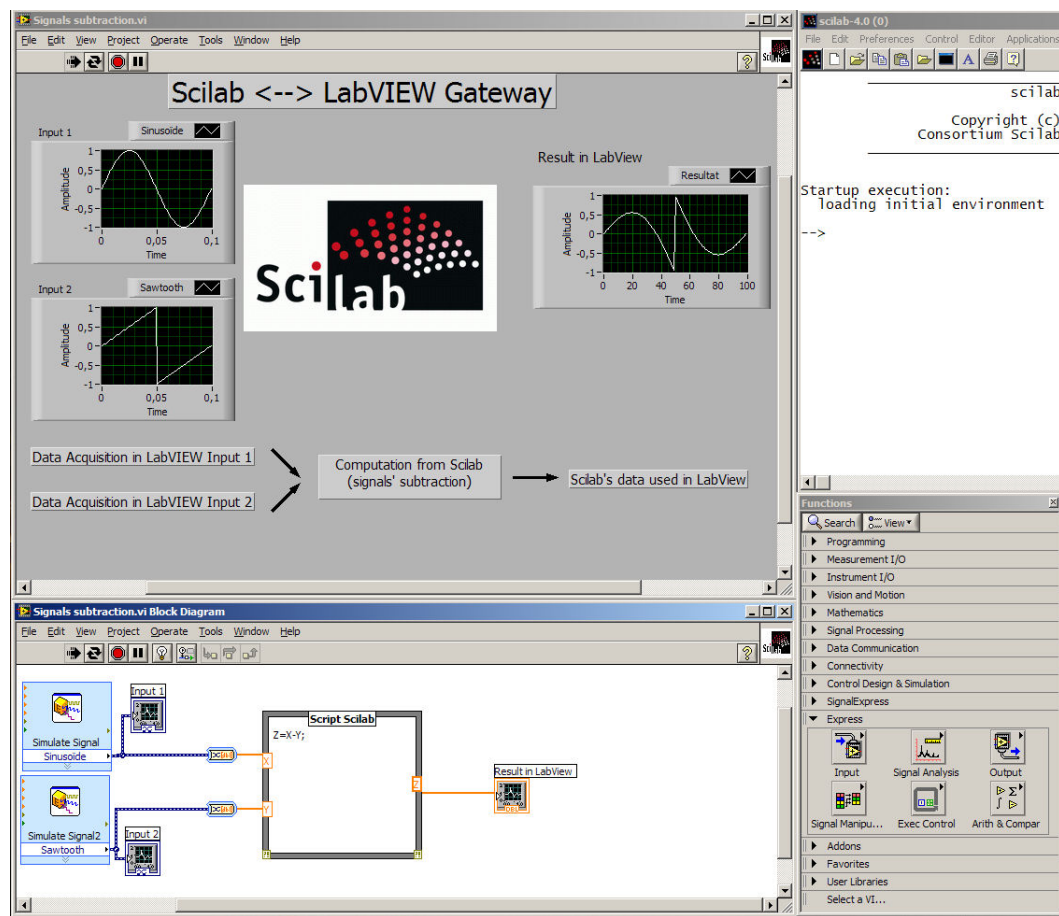 Signals subtraction.vi
File Edit View Project Operate Tools Window Help
Scilab <--> LabVIEW Gateway
Input 1
Sinusoide
Amplitude
1
0,5
0
-0,5
-1
0 0,05 0,1
Time
Input 2
Sawtooth
Amplitude
1
0,5
0
-0,5
-1
0 0,05 0,1
Time
Scilab
Result in LabView
Resultat
Amplitude
1
0,5
0
-0,5
-1
0 20 40 60 80 100
Time
Data Acquisition in LabVIEW Input 1
Data Acquisition in LabVIEW Input 2
Computation from Scilab
(signals' subtraction)
Scilab's data used in LabView
scilab-4.0 (0)
File Edit Preferences Control Editor Applications
scilab
Copyright (c)
Consortium Scilab
Startup execution:
loading initial environment
-->
Signals subtraction.vi Block Diagram
File Edit View Project Operate Tools Window Help
Simulate Signal
Sinusoide
Input 1
Simulate Signal2
Sawtooth
Input 2
Script Scilab
Z=X-Y;
X
Y
Z
Result in LabView
DBL
Functions
Search View
Programming
Measurement I/O
Instrument I/O
Vision and Motion
Mathematics
Signal Processing
Data Communication
Connectivity
Control Design & Simulation
SignalExpress
Express
Input Signal Analysis Output
Signal Manipu... Exec Control Arith & Compar
Addons
Favorites
User Libraries
Select a VI...